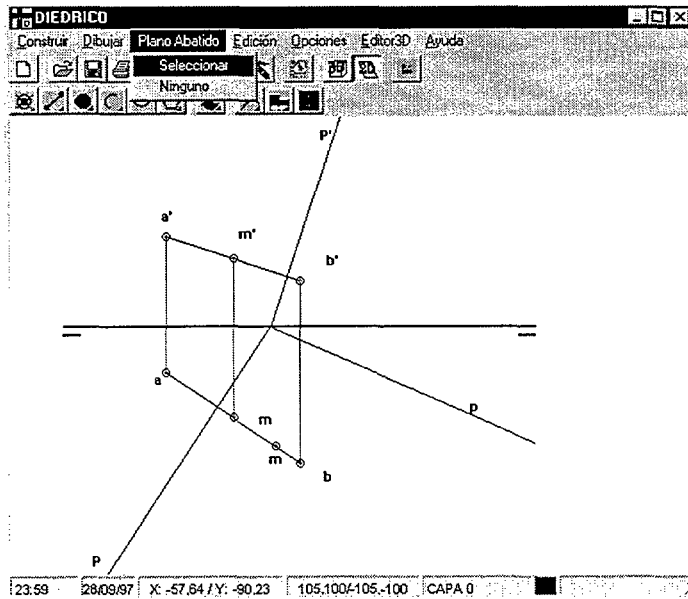 DIEDRICO
Construir Dibujar Plano Abatido Edición Opciones Editor3D Ayuda
Seleccionar
Ninguno
P'
a'
m'
b'
a
p
m
m
b
P
23:59 28/09/97 X: -57,64 / Y: -90,23 105,100/-105,-100 CAPA 0